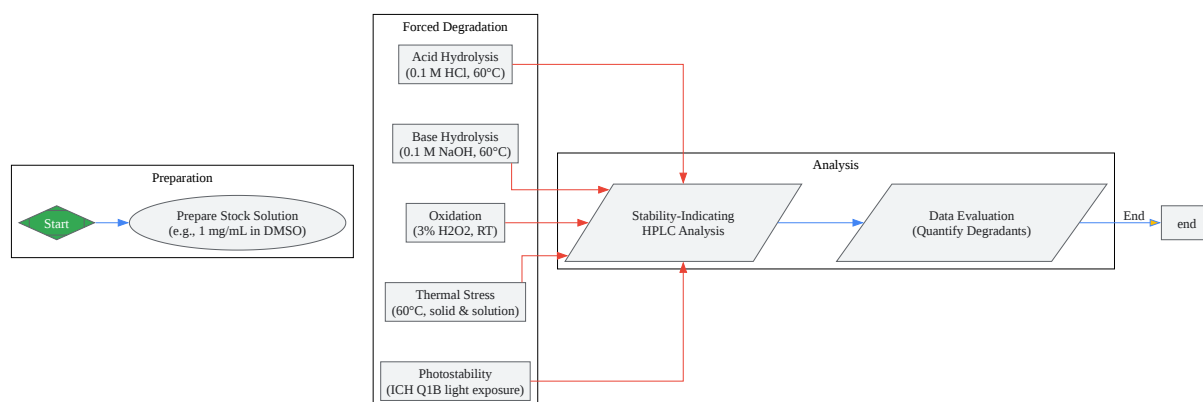 Preparation
Start
Prepare Stock Solution
(e.g., 1 mg/mL in DMSO)
Forced Degradation
Acid Hydrolysis
(0.1 M HCl, 60°C)
Base Hydrolysis
(0.1 M NaOH, 60°C)
Oxidation
(3% H2O2, RT)
Thermal Stress
(60°C, solid & solution)
Photostability
(ICH Q1B light exposure)
Analysis
Stability-Indicating
HPLC Analysis
Data Evaluation
(Quantify Degradants)
End
end